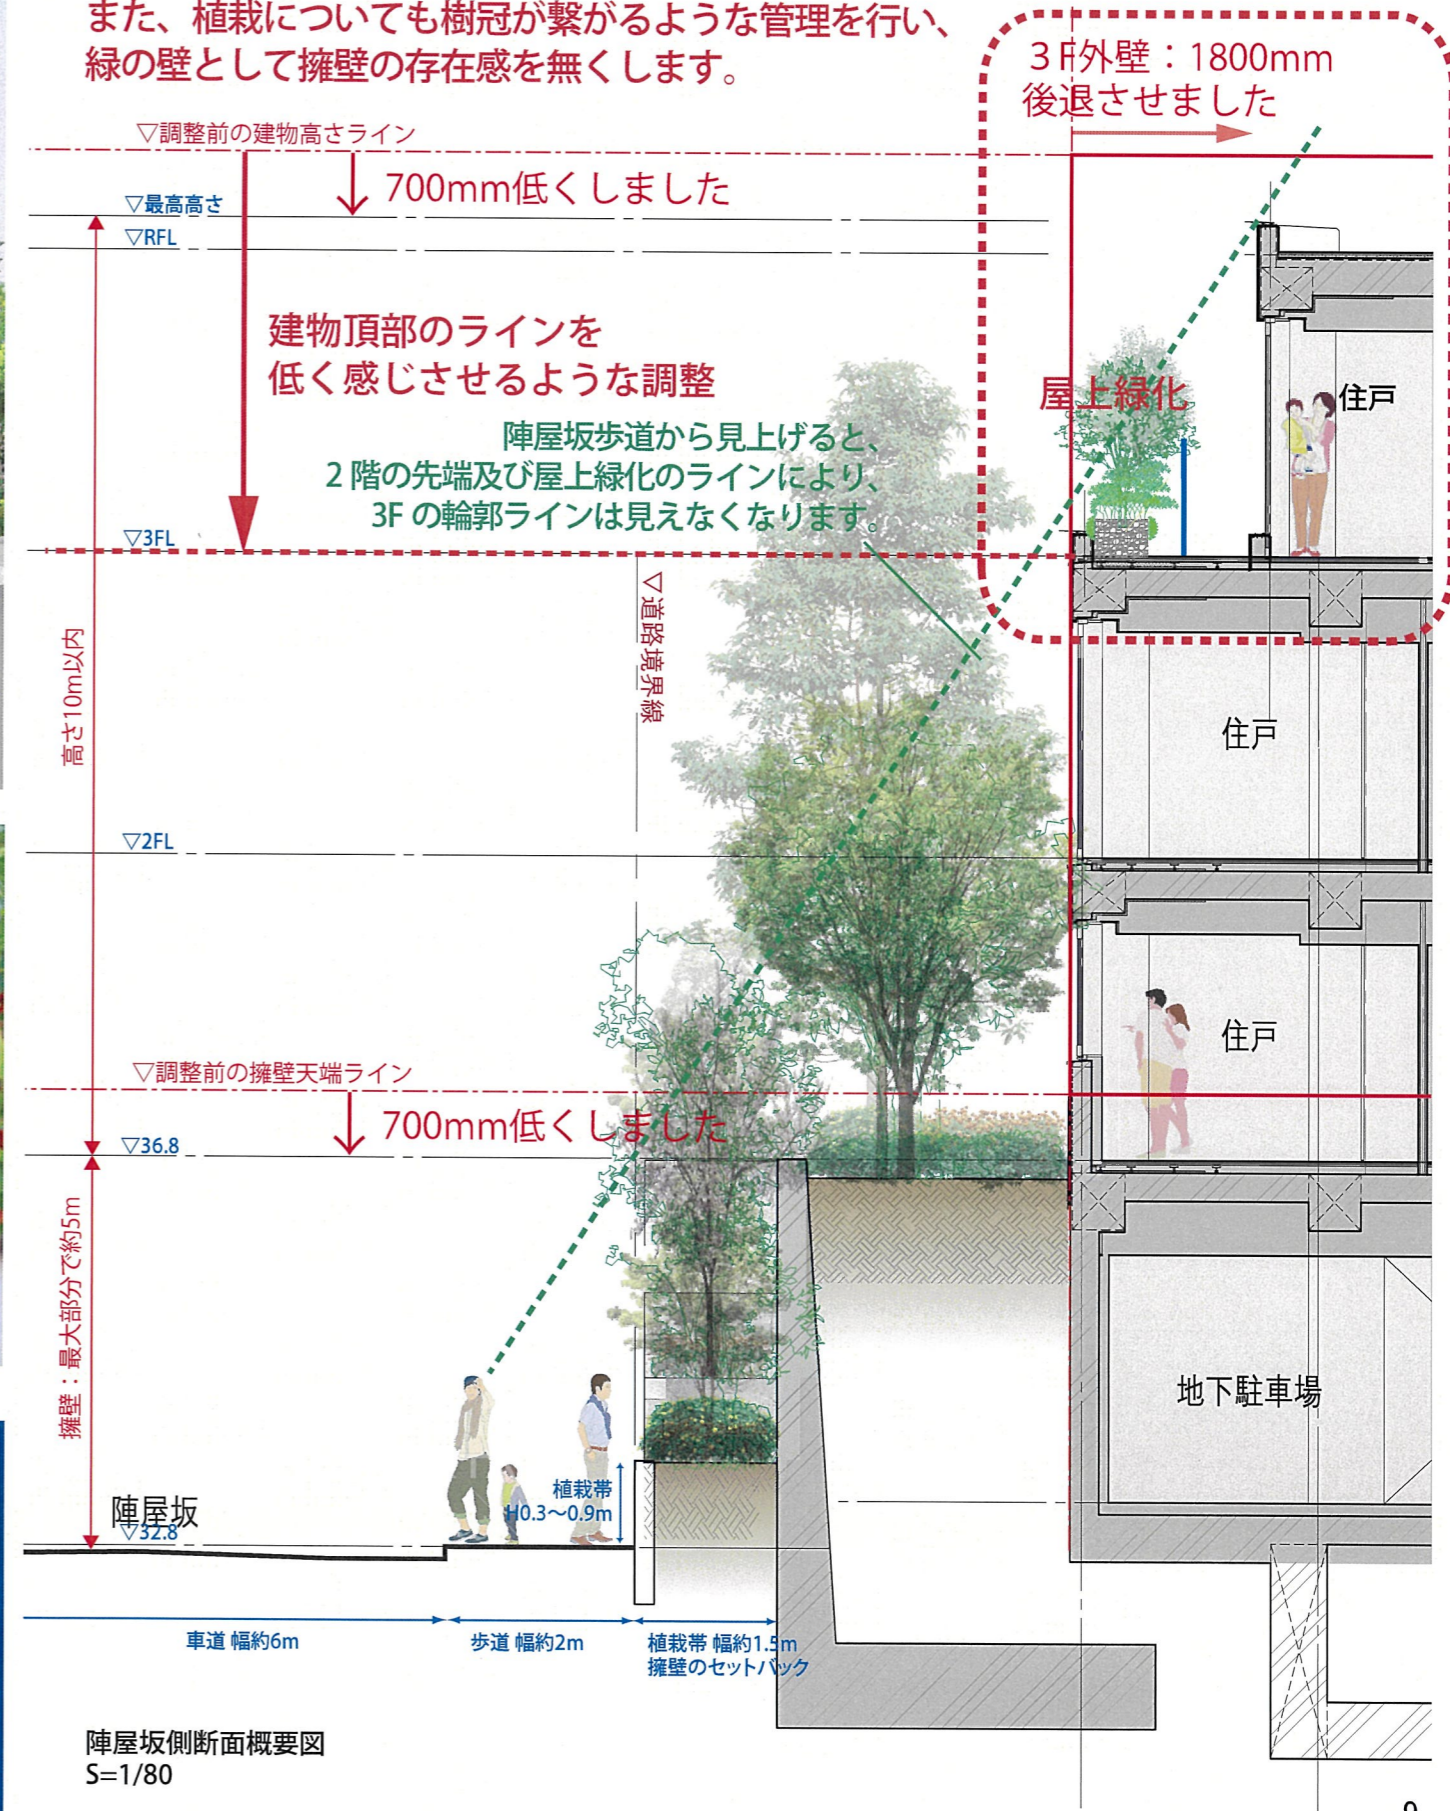 また、植栽についても樹冠が繋がるような管理を行い、
緑の壁として擁壁の存在感を無くします。
3F外壁：1800mm
後退させました
▽調整前の建物高さライン
700mm低くしました
▽最高高さ
▽RFL
建物頂部のラインを
低く感じさせるような調整
屋上緑化
住戸
陣屋坂歩道から見上げると、
2階の先端及び屋上緑化のラインにより、
3Fの輪郭ラインは見えなくなります。
▽3FL
▽道路境界線
高さ10m以内
住戸
▽2FL
住戸
▽調整前の擁壁天端ライン
700mm低くしました
▽36.8
擁壁：最大部分で約5m
地下駐車場
植栽帯
H0.3～0.9m
陣屋坂
▽32.8
車道 幅約6m
歩道 幅約2m
植栽帯 幅約1.5m
擁壁のセットバック
陣屋坂側断面概要図
S=1/80